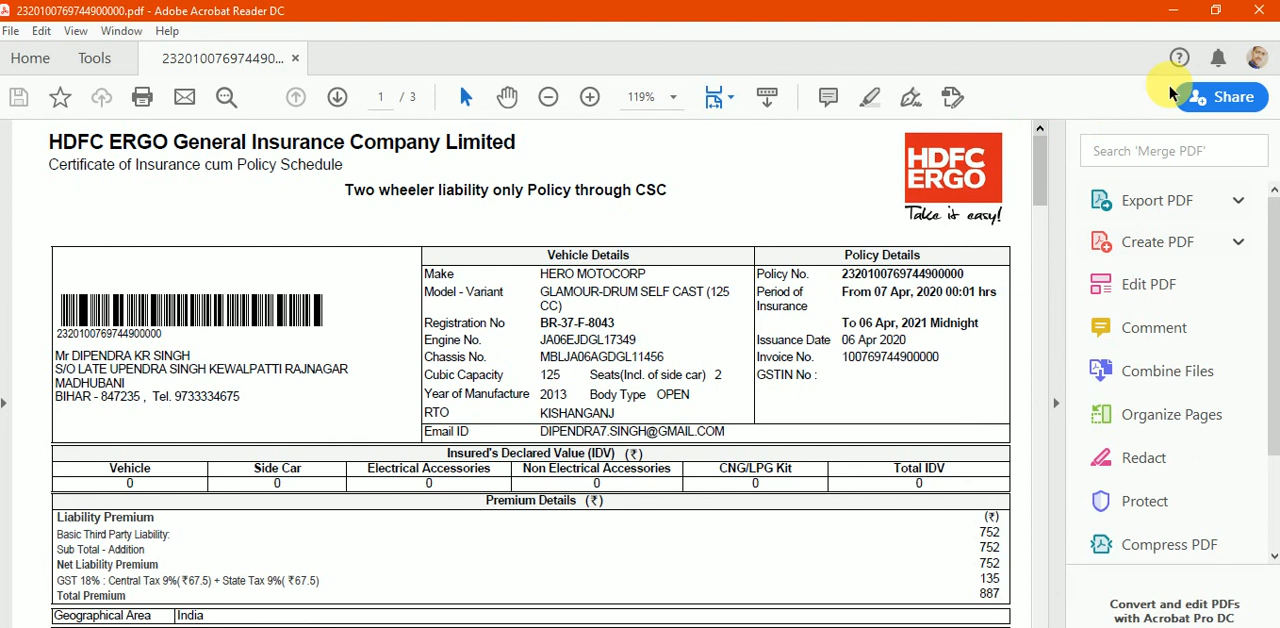 232010076974490000.pdf - Adobe Acrobat Reader DC
File Edit View Window Help
Home Tools 23201007697449O... ×
1 / 3 119% Share
HDFC ERGO General Insurance Company Limited
Certificate of Insurance cum Policy Schedule
Two wheeler liability only Policy through CSC
HDFC
ERGO
Take it easy!
Vehicle Details Policy Details
Make HERO MOTOCORP Policy No. 2320100769744900000
Model - Variant GLAMOUR-DRUM SELF CAST (125 CC) Period of Insurance From 07 Apr, 2020 00:01 hrs
Registration No BR-37-F-8043 To 06 Apr, 2021 Midnight
Engine No. JA06EJDGL17349 Issuance Date 06 Apr 2020
Chassis No. MBLJA06AGDGL11456 Invoice No. 100769744900000
Cubic Capacity 125 Seats(Incl. of side car) 2 GSTIN No :
Year of Manufacture 2013 Body Type OPEN
RTO KISHANGANJ
Email ID DIPENDRA7.SINGH@GMAIL.COM
2320100769744900000
Mr DIPENDRA KR SINGH
S/O LATE UPENDRA SINGH KEWALPATTI RAJNAGAR
MADHUBANI
BIHAR - 847235 , Tel. 9733334675
Insured's Declared Value (IDV) (₹)
Vehicle Side Car Electrical Accessories Non Electrical Accessories CNG/LPG Kit Total IDV
0 0 0 0 0 0
Premium Details (₹)
Liability Premium (₹)
Basic Third Party Liability: 752
Sub Total - Addition 752
Net Liability Premium 752
GST 18% : Central Tax 9%( ₹67.5) + State Tax 9%( ₹67.5) 135
Total Premium 887
Geographical Area India
Search 'Merge PDF'
Export PDF
Create PDF
Edit PDF
Comment
Combine Files
Organize Pages
Redact
Protect
Compress PDF
Convert and edit PDFs
with Acrobat Pro DC